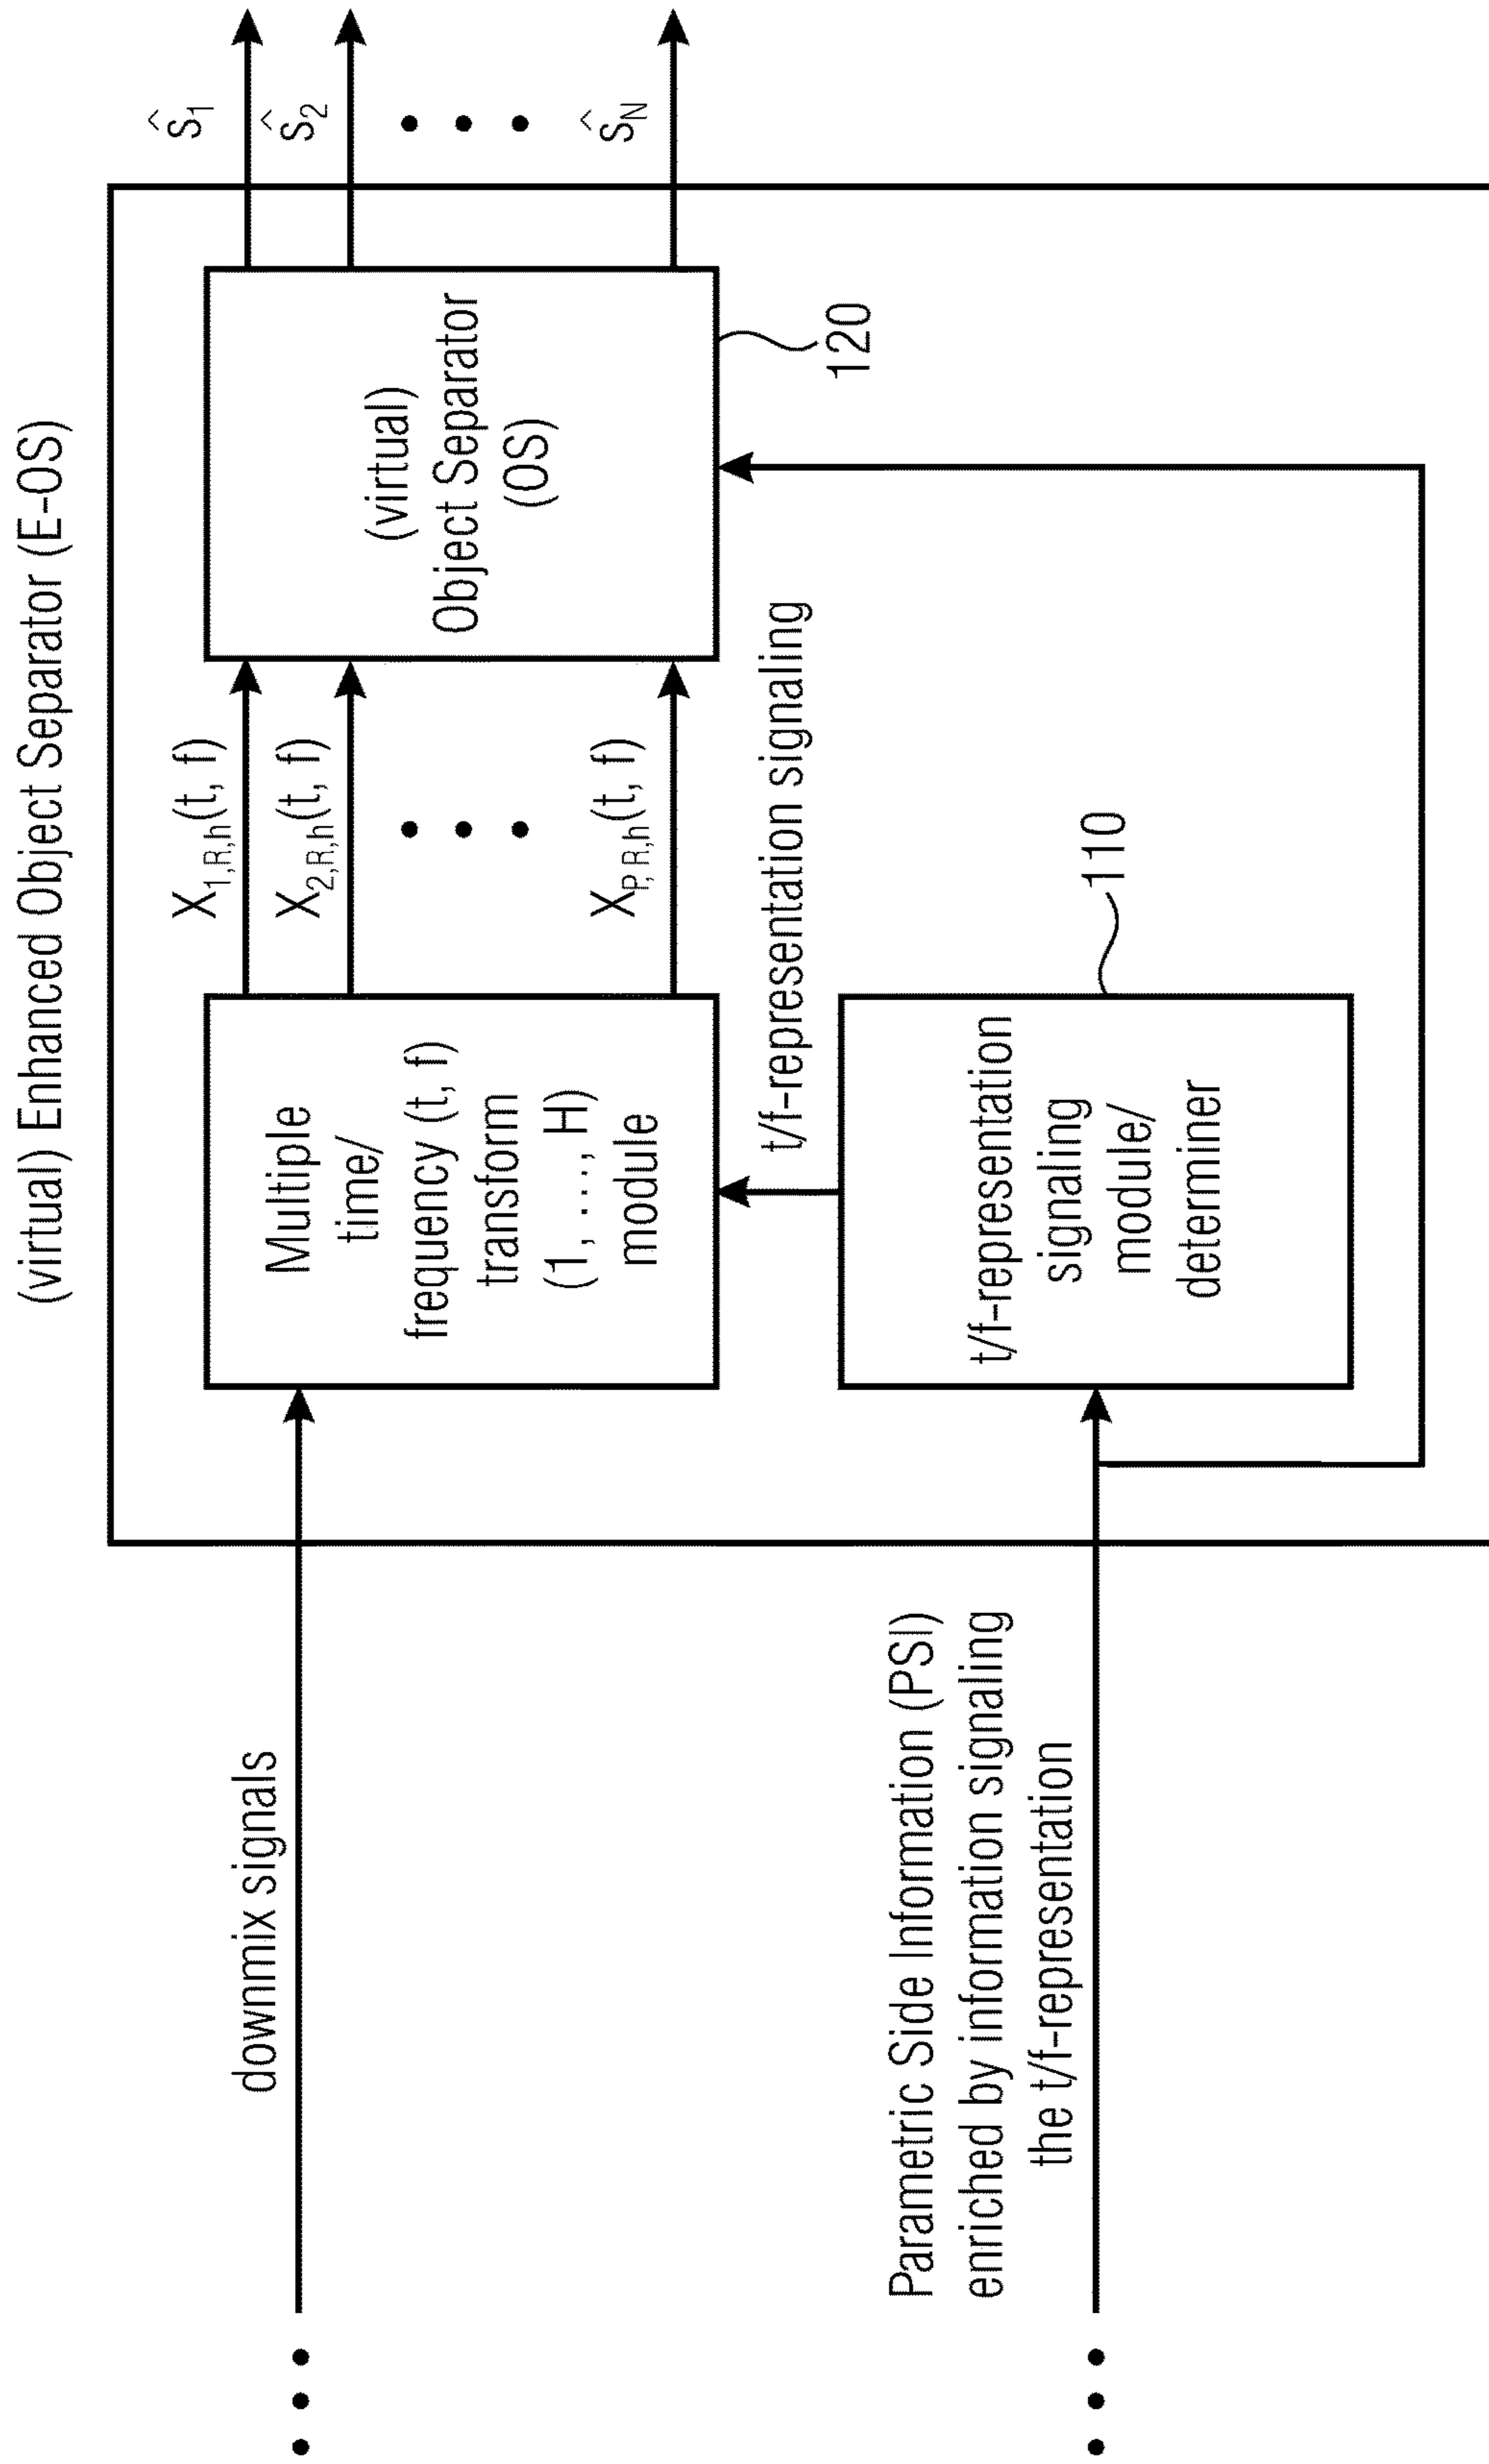 (virtual) Enhanced Object Separator (E-OS)
downmix signals
Multiple
time/
frequency (t, f)
transform
(1, ..., H)
module
X1,R,h(t, f)
X2,R,h(t, f)
XP,R,h(t, f)
(virtual)
Object Separator
(OS)
120
ŝ1
ŝ2
ŝN
t/f-representation signaling
Parametric Side Information (PSI)
enriched by information signaling
the t/f-representation
t/f-representation
signaling
module/
determiner
110